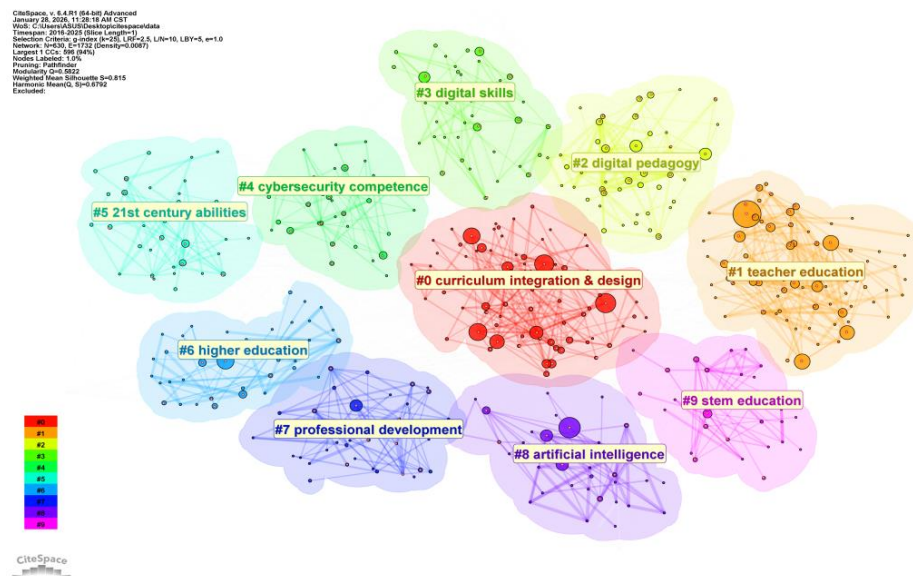 CiteSpace, v. 6.4.R1 (64-bit) Advanced
January 28, 2026, 11:28:18 AM CST
WoS: C:\Users\ASUS\Desktop\citespace\data
Timespan: 2016-2025 (Slice Length=1)
Selection Criteria: g-index (k=25), LRF=2.5, L/N=10, LBY=5, e=1.0
Network: N=630, E=1732 (Density=0.0087)
Largest 1 CCs: 596 (94%)
Nodes Labeled: 1.0%
Pruning: Pathfinder
Modularity Q=0.5822
Weighted Mean Silhouette S=0.815
Harmonic Mean(Q, S)=0.6792
Excluded:
#3 digital skills
#2 digital pedagogy
#4 cybersecurity competence
#5 21st century abilities
#0 curriculum integration & design
#1 teacher education
#6 higher education
#9 stem education
#7 professional development
#8 artificial intelligence
#0
#1
#2
#3
#4
#5
#6
#7
#8
#9
CiteSpace